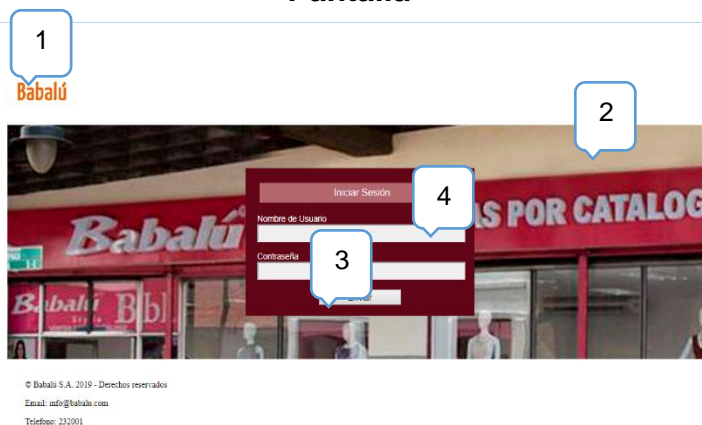 Pantalla
1
Babalú
2
Iniciar Sesión
4
Nombre de Usuario
AS POR CATALOG
Babalú
Contraseña
3
Babalú
Enviar
© Babalú S.A. 2019 - Derechos reservados
Email: info@babalu.com
Telefono: 232001